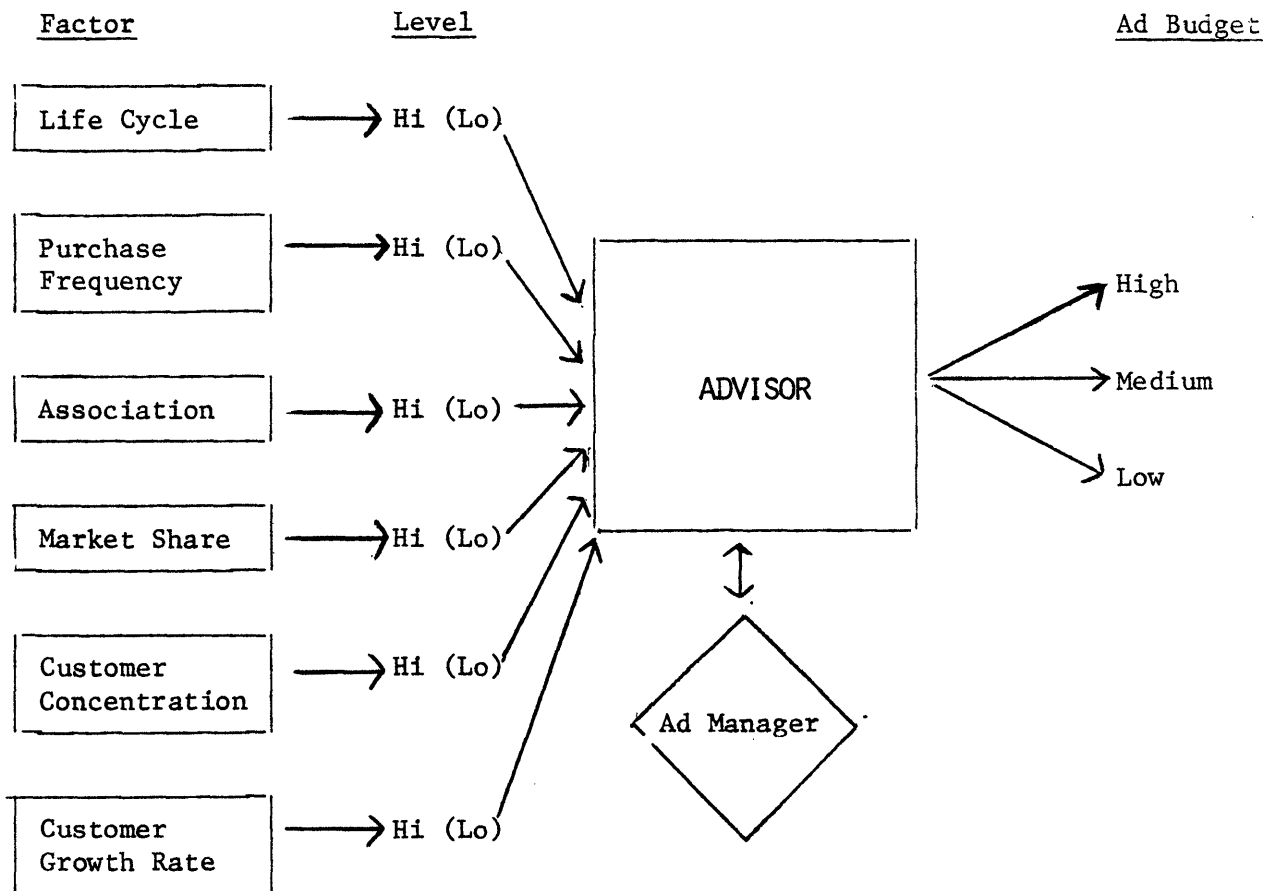 Factor
Level
Ad Budget
Life Cycle
Hi (Lo)
Purchase
Frequency
Hi (Lo)
Association
Hi (Lo)
Market Share
Hi (Lo)
Customer
Concentration
Hi (Lo)
Customer
Growth Rate
Hi (Lo)
ADVISOR
Ad Manager
High
Medium
Low